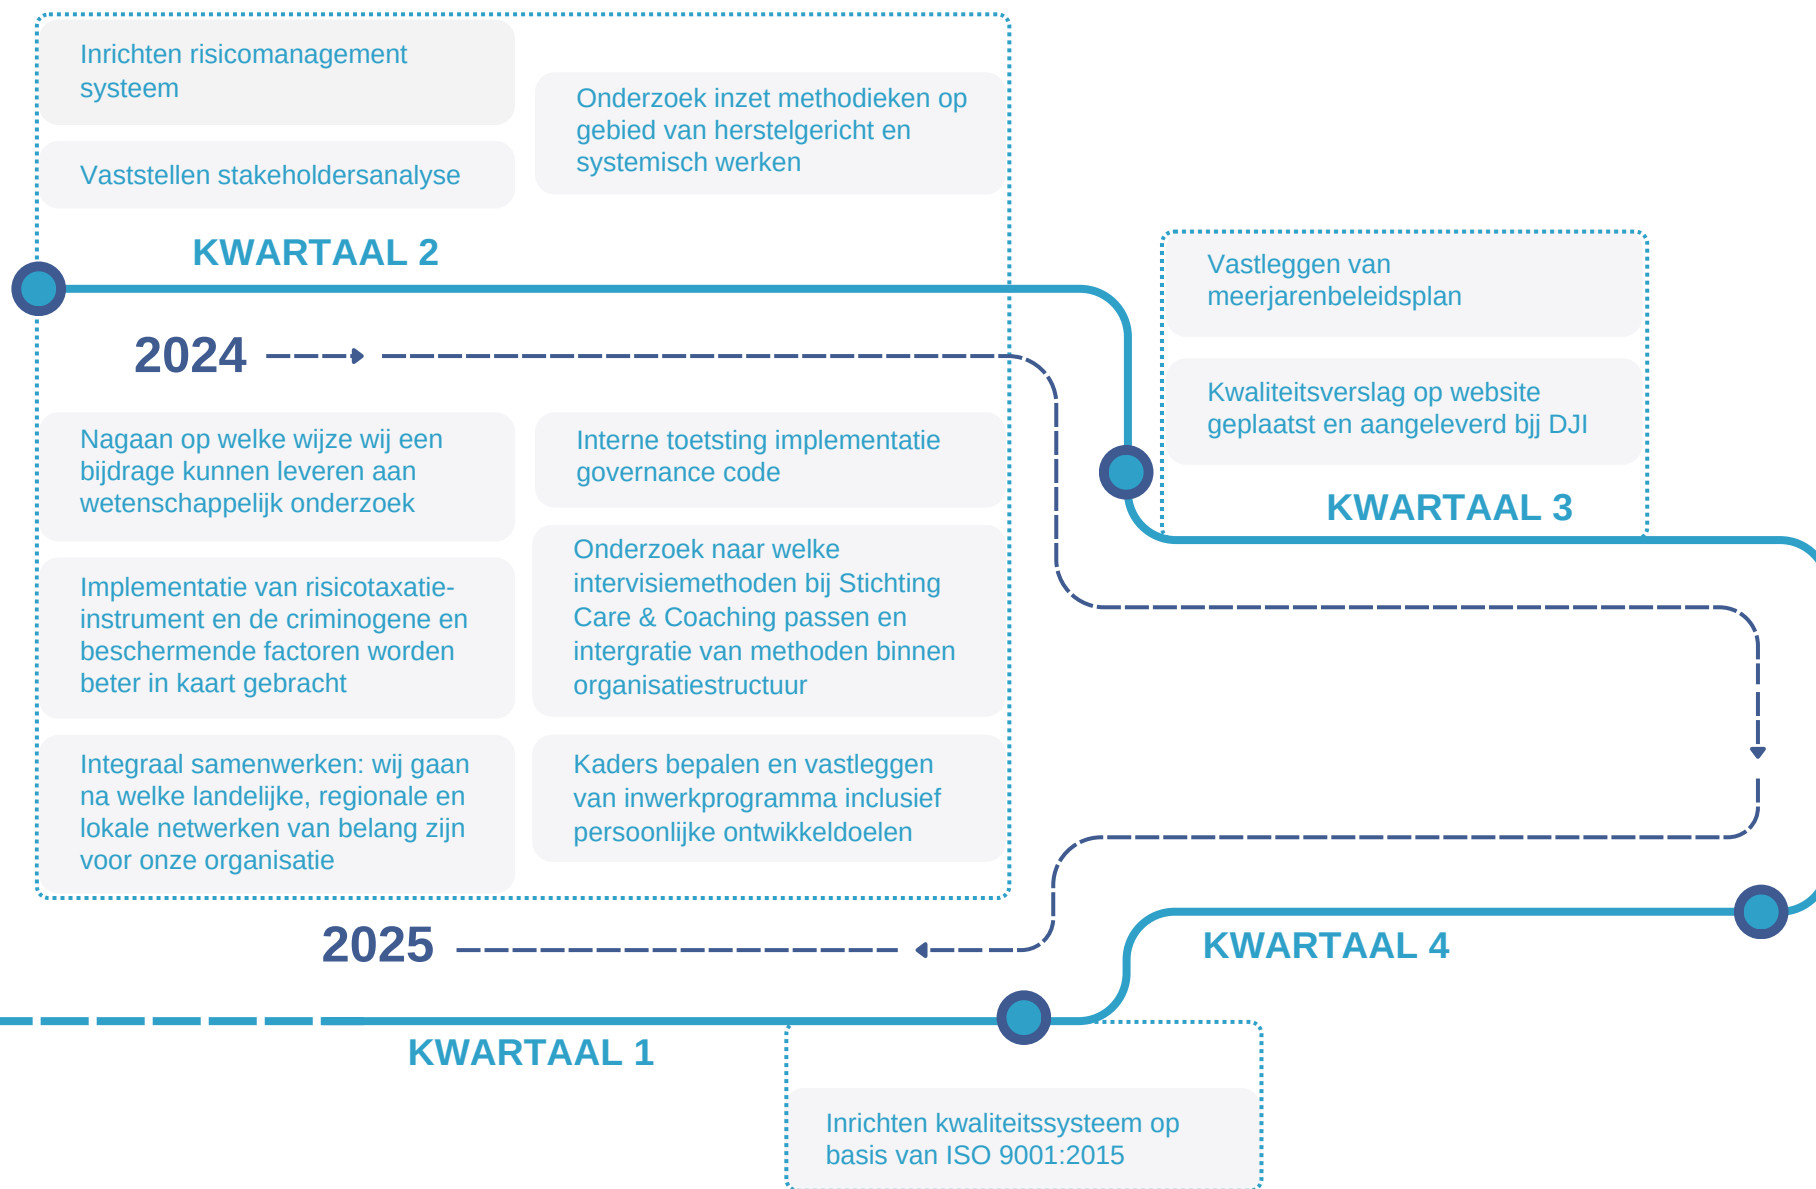 Inrichten risicomanagement
systeem
Vaststellen stakeholdersanalyse
Onderzoek inzet methodieken op
gebied van herstelgericht en
systemisch werken
KWARTAAL 2
2024
Nagaan op welke wijze wij een
bijdrage kunnen leveren aan
wetenschappelijk onderzoek
Implementatie van risicotaxatie-
instrument en de criminogene en
beschermende factoren worden
beter in kaart gebracht
Integraal samenwerken: wij gaan
na welke landelijke, regionale en
lokale netwerken van belang zijn
voor onze organisatie
Interne toetsting implementatie
governance code
Onderzoek naar welke
intervisiemethoden bij Stichting
Care & Coaching passen en
intergratie van methoden binnen
organisatiestructuur
Kaders bepalen en vastleggen
van inwerkprogramma inclusief
persoonlijke ontwikkeldoelen
Vastleggen van
meerjarenbeleidsplan
Kwaliteitsverslag op website
geplaatst en aangeleverd bjj DJI
KWARTAAL 3
KWARTAAL 4
2025
KWARTAAL 1
Inrichten kwaliteitssysteem op
basis van ISO 9001:2015